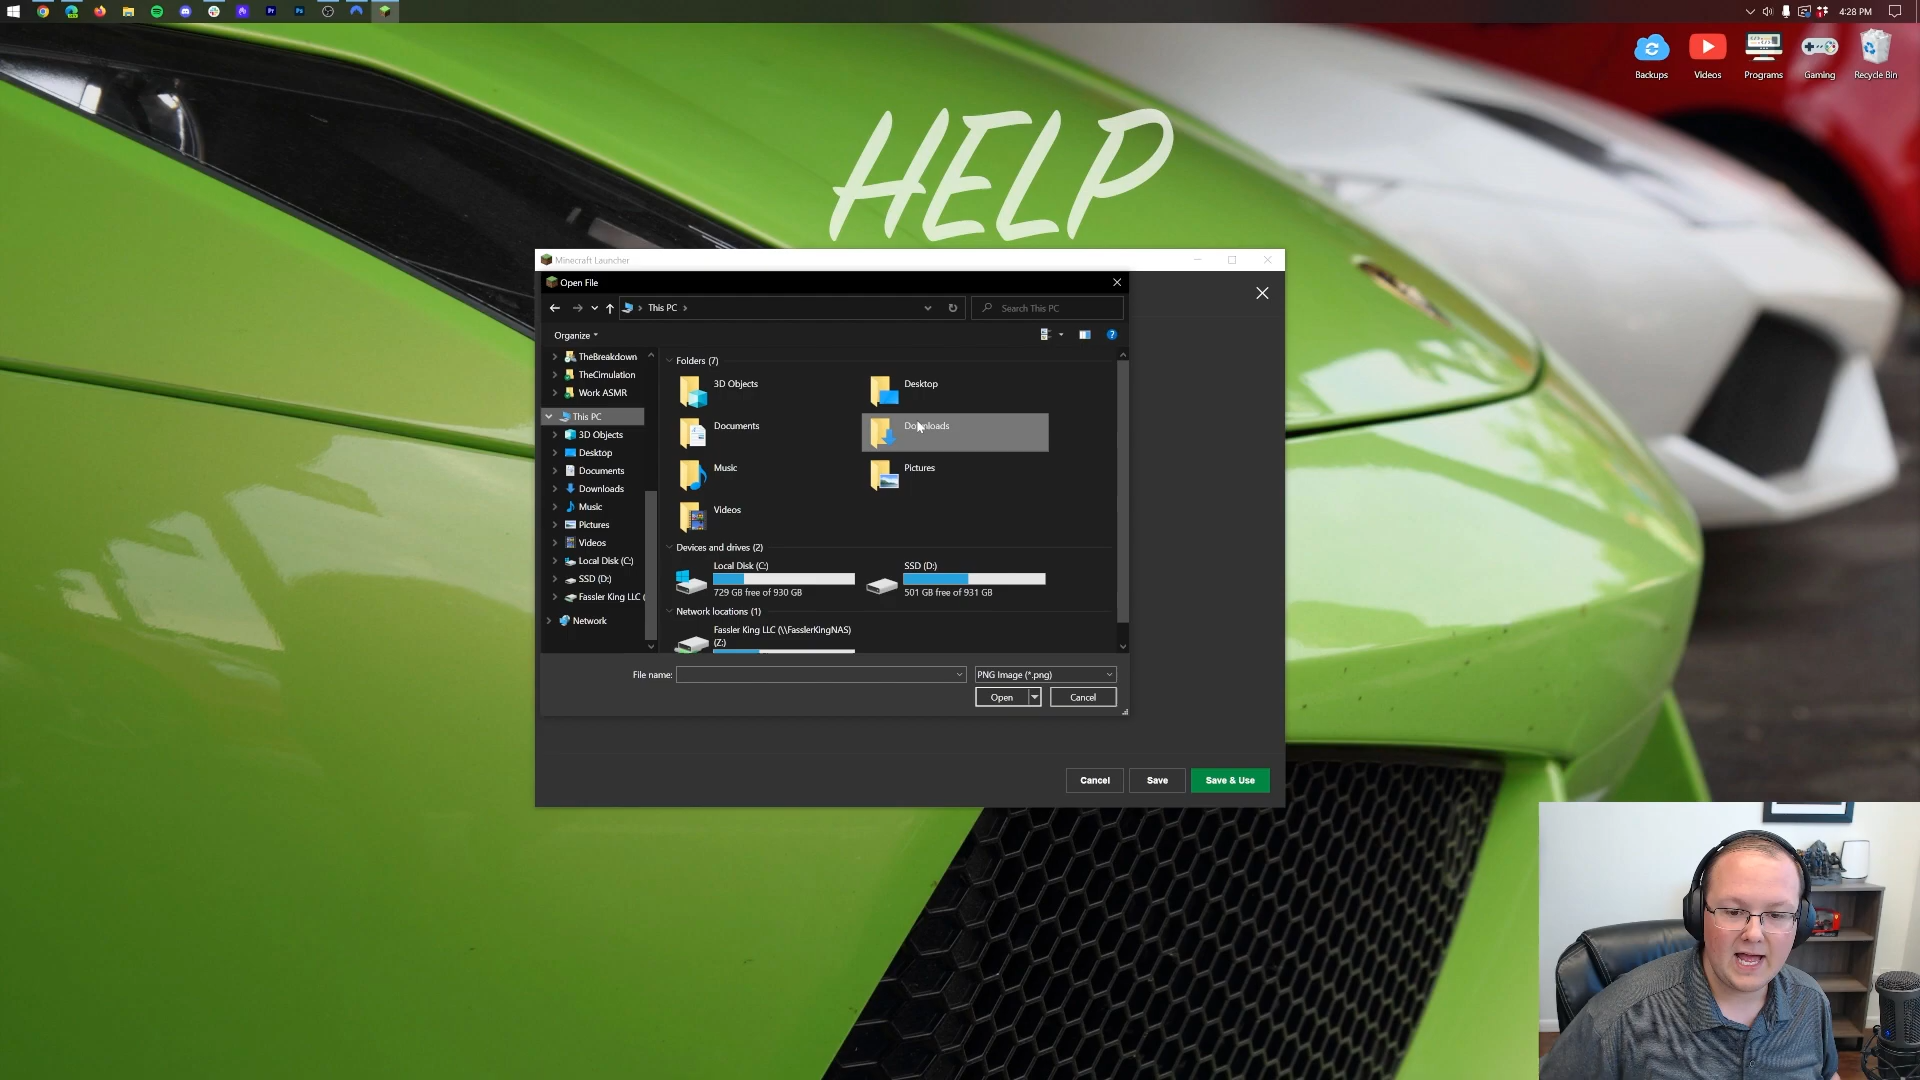 4:28 PM
Backups
Videos
Programs
Gaming
Recycle Bin
HELP
Minecraft Launcher
Open File
This PC
Search This PC
Organize
TheBreakdown
TheCimulation
Work ASMR
This PC
3D Objects
Desktop
Documents
Downloads
Music
Pictures
Videos
Local Disk (C:)
SSD (D:)
Fassler King LLC (
Network
Folders (7)
3D Objects
Desktop
Documents
Downloads
Music
Pictures
Videos
Devices and drives (2)
Local Disk (C:)
729 GB free of 930 GB
SSD (D:)
501 GB free of 931 GB
Network locations (1)
Fassler King LLC (\\FasslerKingNAS)
(Z:)
File name:
PNG Image (*.png)
Open
Cancel
Cancel
Save
Save & Use